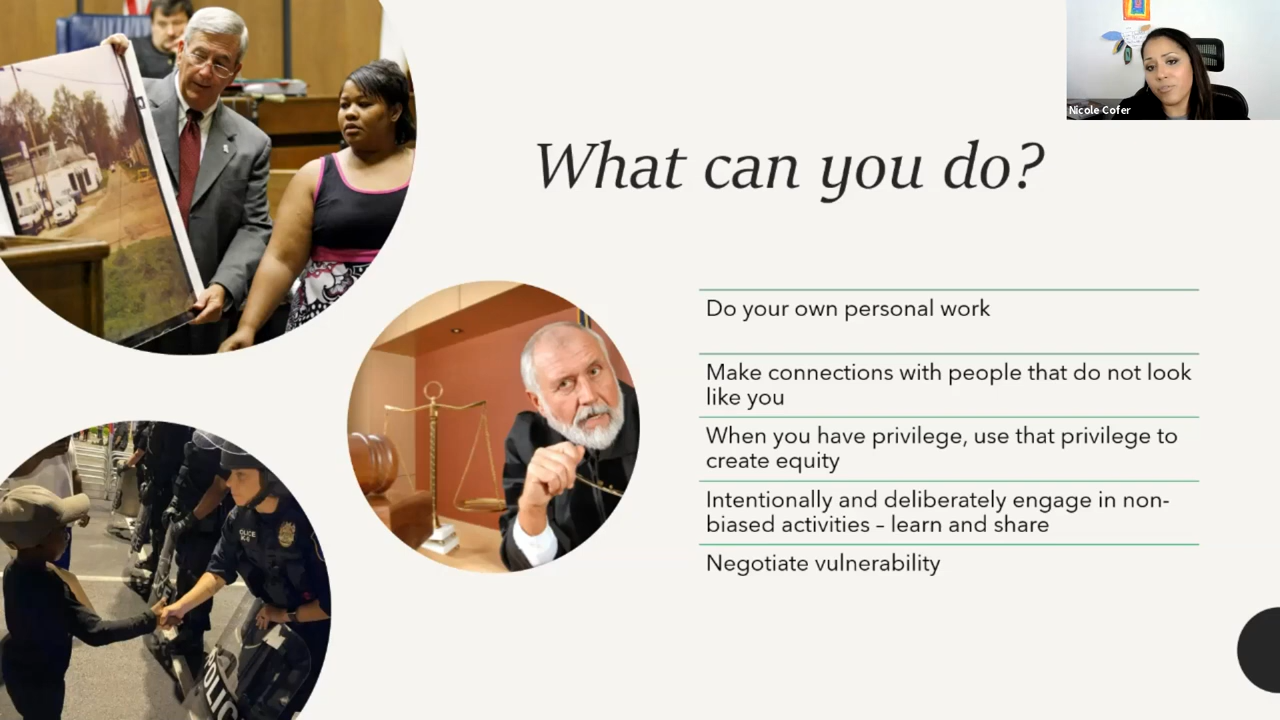 Nicole Cofer
What can you do?
Do your own personal work
Make connections with people that do not look
like you
When you have privilege, use that privilege to
create equity
Intentionally and deliberately engage in non-
biased activities – learn and share
Negotiate vulnerability
POLICE
POLIC